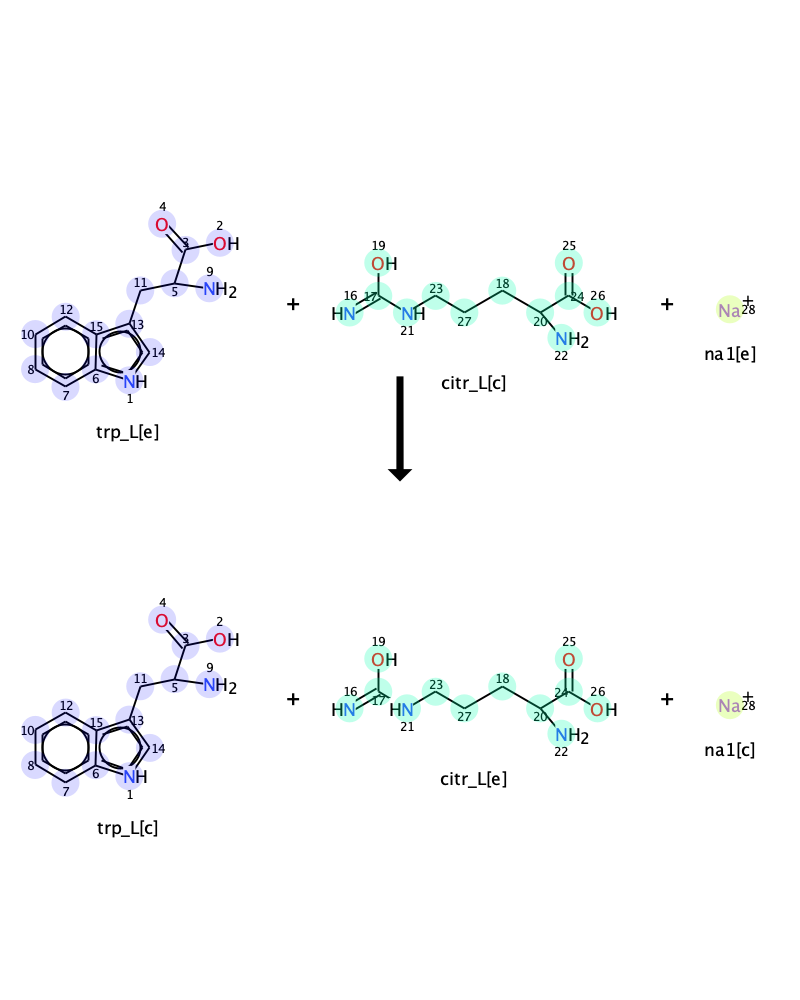 4
2
O
3
OH
9
11
5
NH2
12
13
10
15
14
8
6
NH
7
1
trp_L[e]
+
19
OH
25
O
16
17
23
18
24
26
HN
NH
OH
21
27
20
NH2
22
citr_L[c]
+
Na+
28
na1[e]
4
2
O
3
OH
9
11
5
NH2
12
13
10
15
14
8
6
NH
7
1
trp_L[c]
+
19
OH
25
O
16
17
23
18
24
26
HN
HN
OH
21
27
20
NH2
22
citr_L[e]
+
Na+
28
na1[c]